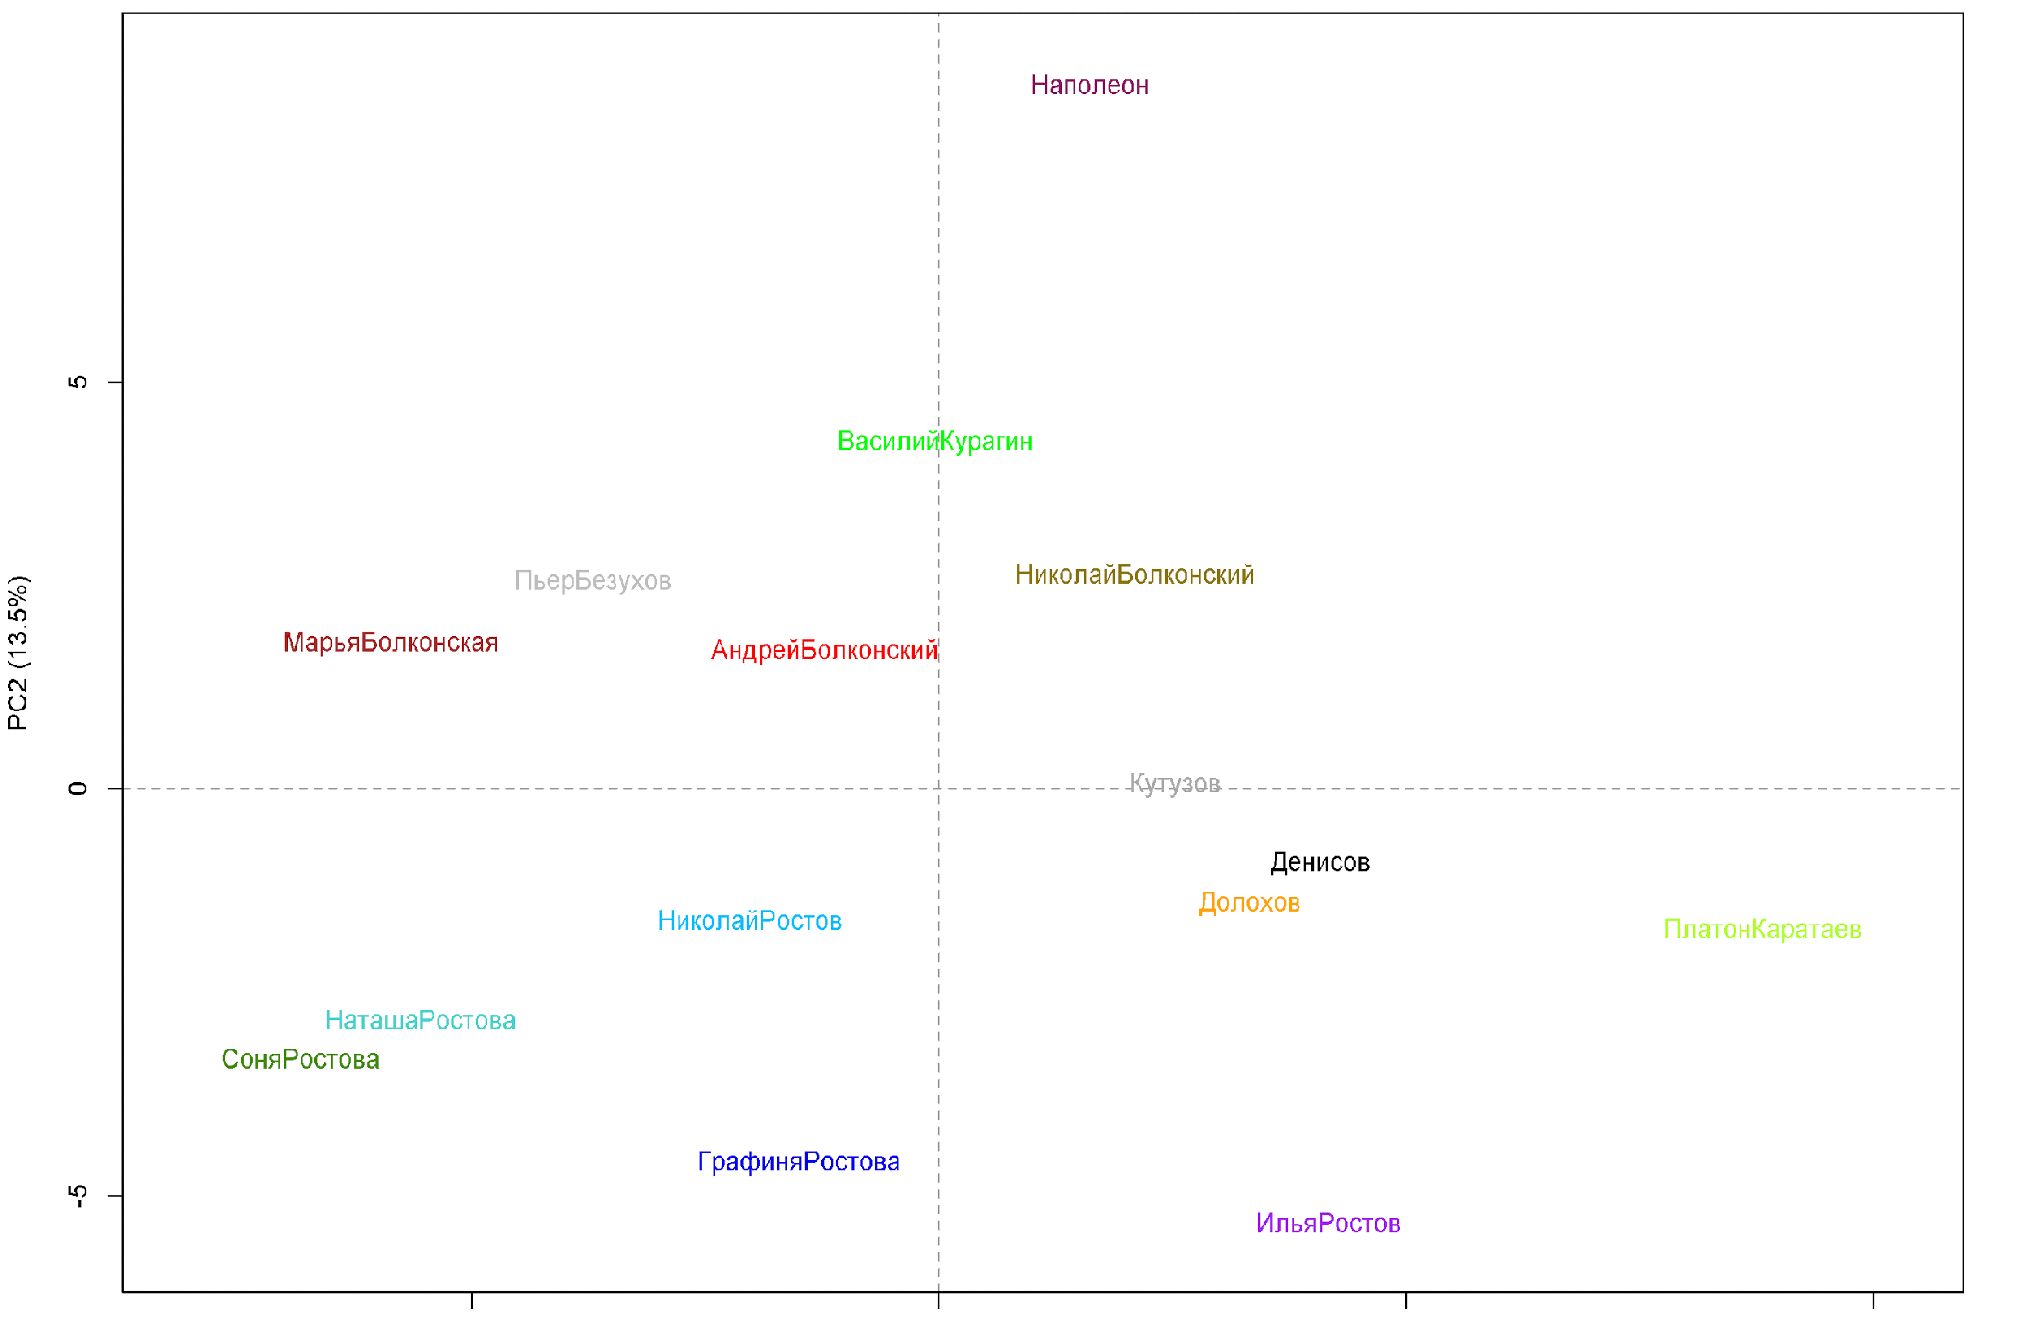 Наполеон
5
ВасилийКурагин
НиколайБолконский
ПьерБезухов
PC2 (13.5%)
МарьяБолконская
АндрейБолконский
0
Кутузов
Денисов
Долохов
НиколайРостов
ПлатонКаратаев
НаташаРостова
СоняРостова
ГрафиняРостова
-5
ИльяРостов